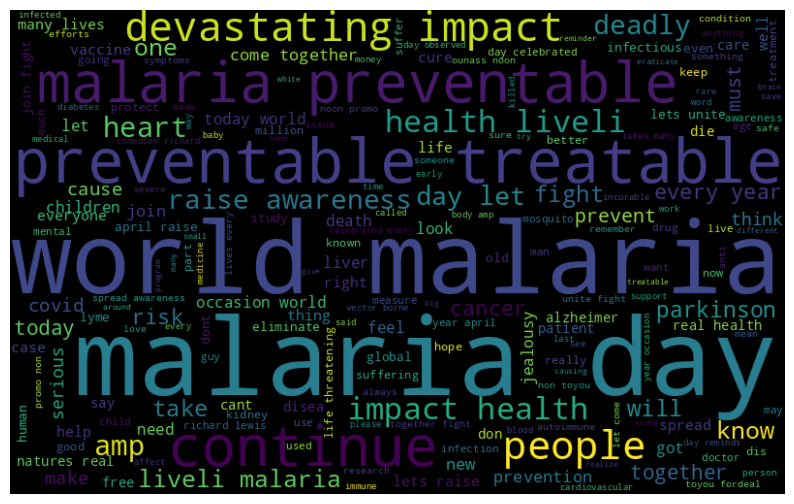 infected
many lives
efforts
devastating impact
deadly
condition
anything
reminder
vaccine
one
come together
suffer
day observed
day celebrated
infectious
even
care
well
going
symptoms
ounass noon
money
cure
something
treatment
malaria preventable
white
killed
eradicate
keep
must
join fight
diabetes
protect
made
noon promo
rare
brain
word
save
much
today world
issue
lets unite
awareness
let
heart
way
million
health liveli
sure
try
takes many
age
safe
medical
comedian richard
baby
name
life
better
die
someone
preventable
treatable
cause
severe
time
early
incurable
raise awareness
day let
fight
every year
children
everyone
join
called
body amp
mosquito
work
prevent
think
mental
april raise
study
death
look
remember
drug
live
different
lives every
celebrated every
part
small
known
old
man
anti
world malaria
many
medicine
liver
right
give
want
now
treatable
program
covid
spread awareness
around
occasion world
measure
vector borne
big
unite fight
support
cancer
parkinson
risk
thing
today
lyme
love
every
eliminate
dont
said
year april
alzheimer
real health
feel
hope
patient
last
see
mean
malaria day
case
guy
global
jealousy
really
causing
year occasion
serious
suffering
non toyou
promo non
life threatening
say
take
cant
disea
always
impact health
will
may
human
child
kidney
richard lewis
use
please
together fight
don
let come
spread
know
help
need
good
continue
blood
autoimmune
wrong
got
day reminds
amp
used
people
infection
realize
doctor
dis
natures real
affect
new
prevention
together
make
free
liveli malaria
research
immune
lets raise
cardiovascular
person
toyou fordeal